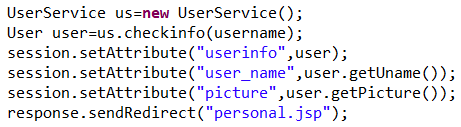 UserService us=new UserService();
User user=us.checkinfo(username);
session.setAttribute("userinfo",user);
session.setAttribute("user_name",user.getUname());
session.setAttribute("picture",user.getPicture());
response.sendRedirect("personal.jsp");